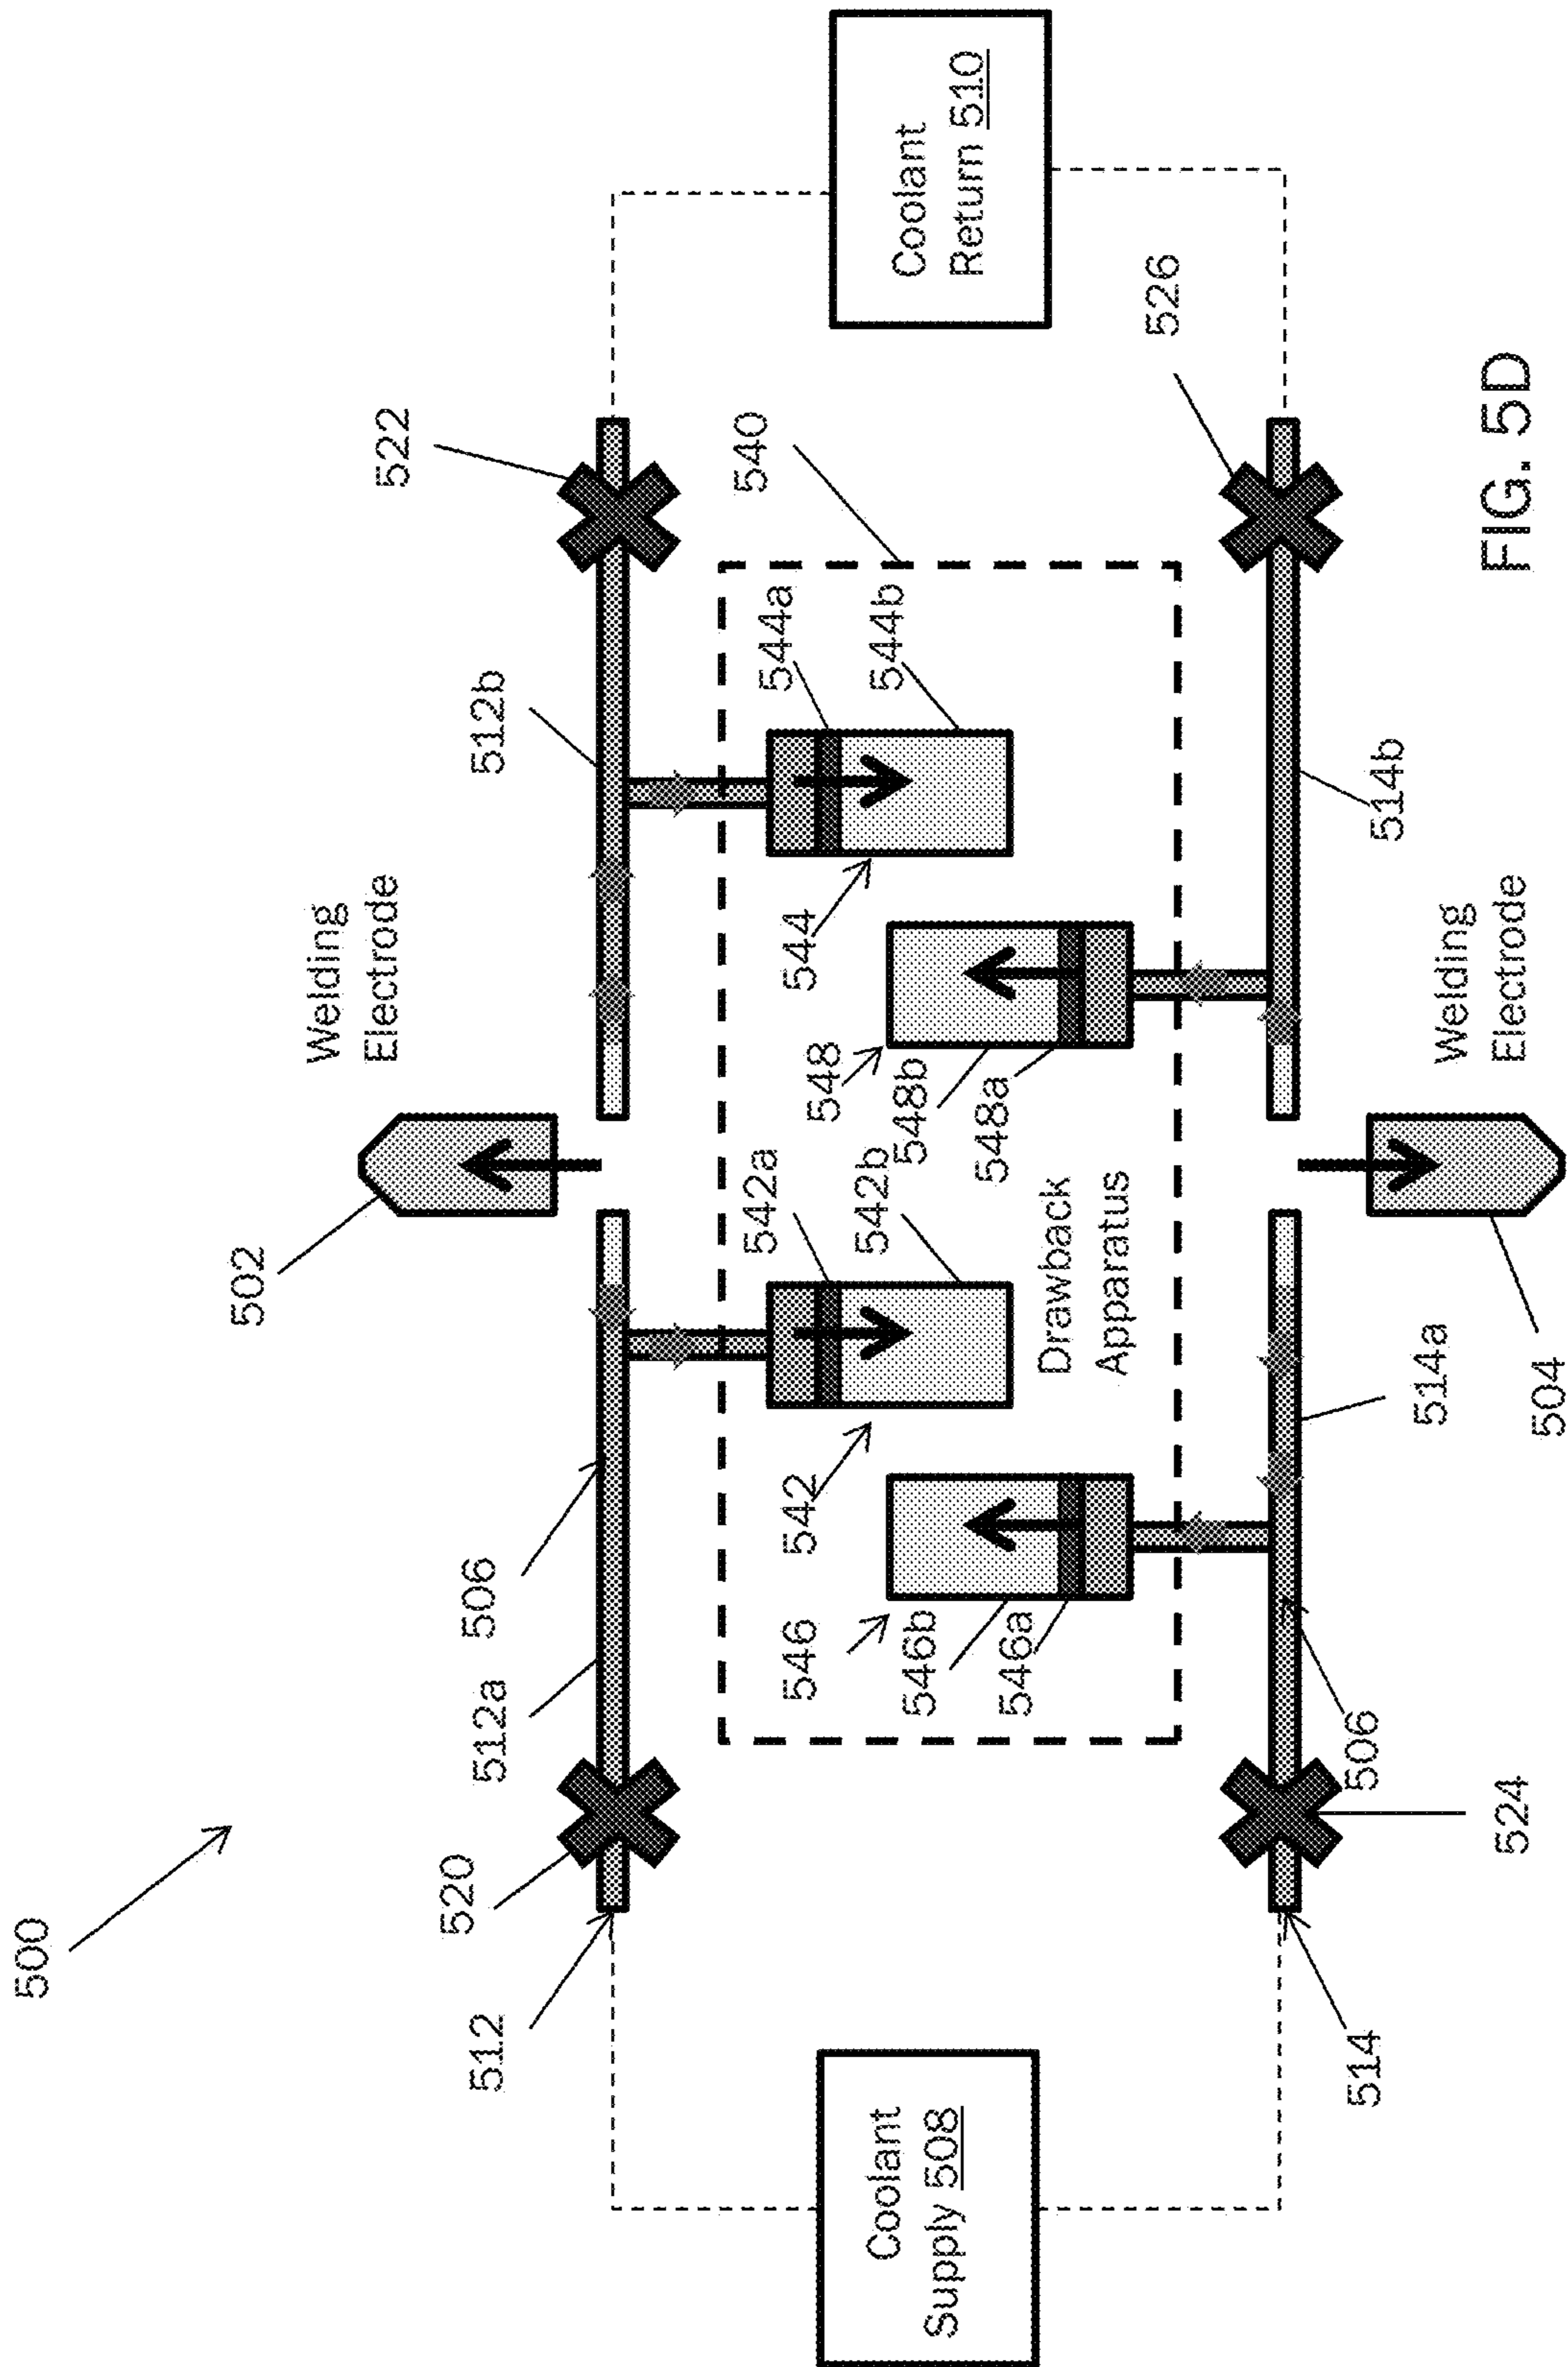 500
502
Welding
Electrode
522
520
512
512a
506
512b
540
Coolant
Supply 508
Coolant
Return 510
542a
542b
542
544a
544b
544
546
546b
546a
548
548b
548a
Drawback
Apparatus
526
514
506
524
514a
514b
504
Welding
Electrode
FIG. 5D